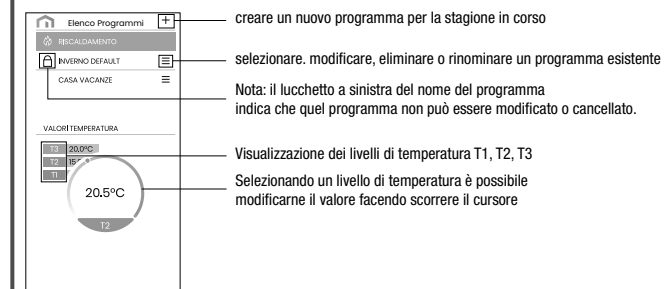 Elenco Programmi +
creare un nuovo programma per la stagione in corso
RISCALDAMENTO
INVERNO DEFAULT
selezionare. modificare, eliminare o rinominare un programma esistente
CASA VACANZE
Nota: il lucchetto a sinistra del nome del programma
indica che quel programma non può essere modificato o cancellato.
VALORI TEMPERATURA
T3 20,0°C
Visualizzazione dei livelli di temperatura T1, T2, T3
T2
T1
Selezionando un livello di temperatura è possibile
modificarne il valore facendo scorrere il cursore
20.5°C
T2